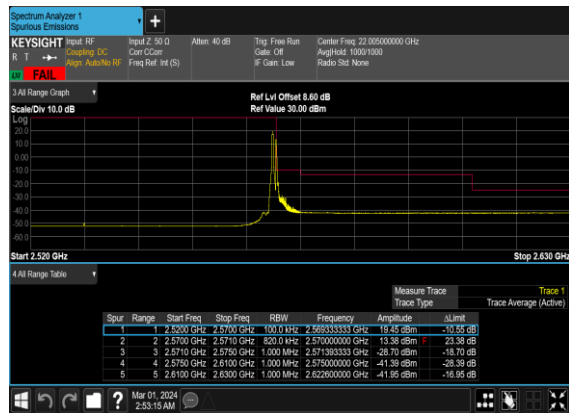 Spectrum Analyzer 1
Spurious Emissions
KEYSIGHT Input: RF Input Z: 50 Ω Atten: 40 dB Trig: Free Run Center Freq: 22.005000000 GHz
R T Coupling: DC Corr CCorr Gate: Off Avg|Hold: 1000/1000
Align: Auto/No RF Freq Ref: Int (S) IF Gain: Low Radio Std: None
LXI FAIL
3 All Range Graph Ref Lvl Offset 8.60 dB
Scale/Div 10.0 dB Ref Value 30.00 dBm
Log
20.0
10.0
0.00
-10.0
-20.0
-30.0
-40.0
-50.0
-60.0
Start 2.520 GHz Stop 2.630 GHz
4 All Range Table
Measure Trace Trace 1
Trace Type Trace Average (Active)
Spur Range Start Freq Stop Freq RBW Frequency Amplitude ΔLimit
1 1 2.5200 GHz 2.5700 GHz 100.0 kHz 2.569333333 GHz 19.45 dBm -10.55 dB
2 2 2.5700 GHz 2.5710 GHz 820.0 kHz 2.570000000 GHz 13.38 dBm F 23.38 dB
3 3 2.5710 GHz 2.5750 GHz 1.000 MHz 2.571393333 GHz -28.70 dBm -18.70 dB
4 4 2.5750 GHz 2.6100 GHz 1.000 MHz 2.575000000 GHz -41.39 dBm -28.39 dB
5 5 2.6100 GHz 2.6300 GHz 1.000 MHz 2.622600000 GHz -41.95 dBm -16.95 dB
? Mar 01, 2024
2:53:15 AM